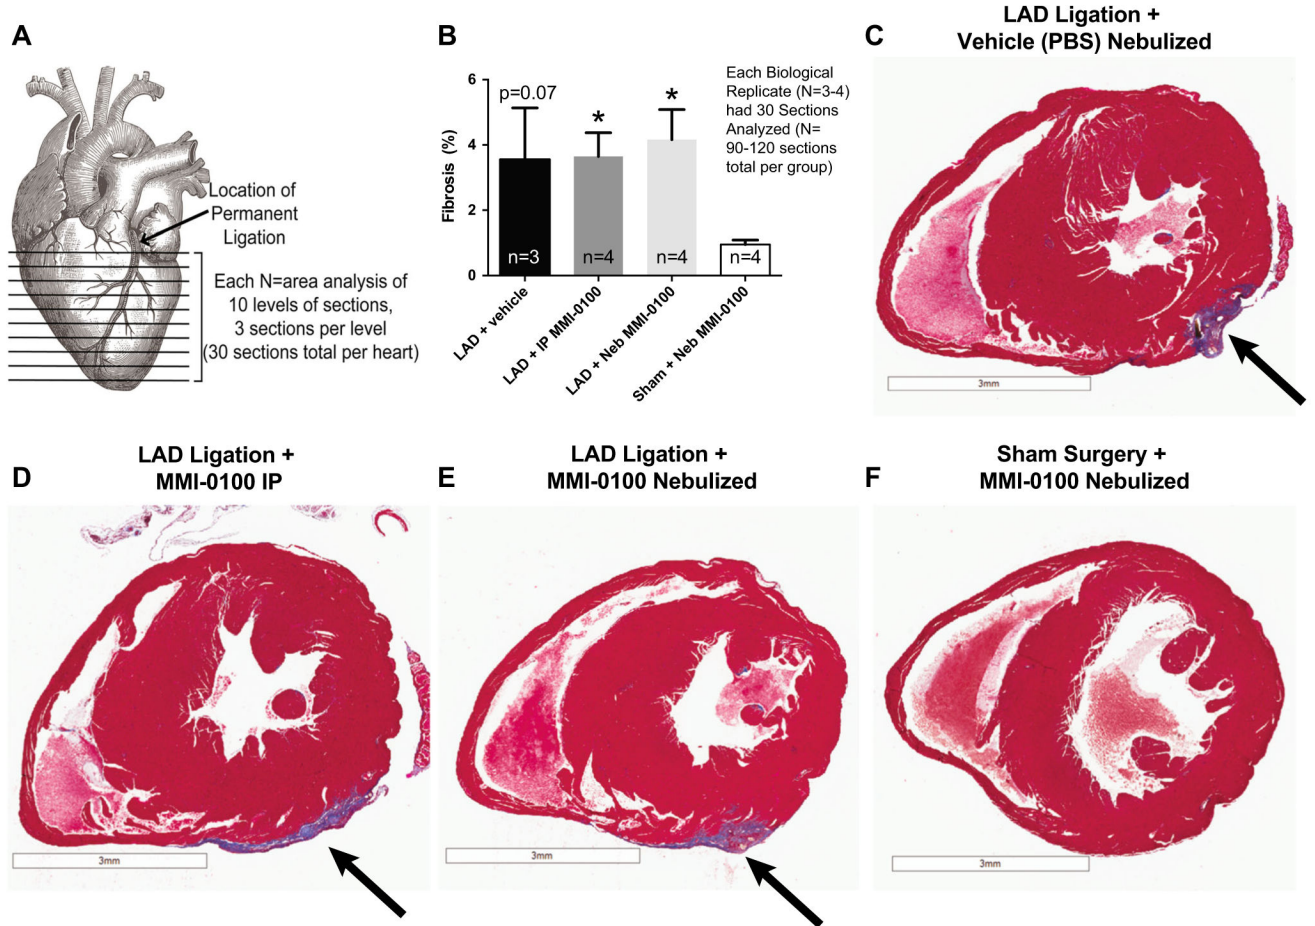 A
Location of
Permanent
Ligation
Each N=area analysis of
10 levels of sections,
3 sections per level
(30 sections total per heart)
B
Fibrosis (%)
6
4
2
0
p=0.07
*
*
n=3
n=4
n=4
n=4
LAD + vehicle
LAD + IP MMI-0100
LAD + Neb MMI-0100
Sham + Neb MMI-0100
Each Biological
Replicate (N=3-4)
had 30 Sections
Analyzed (N=
90-120 sections
total per group)
C
LAD Ligation +
Vehicle (PBS) Nebulized
3mm
D
LAD Ligation +
MMI-0100 IP
3mm
E
LAD Ligation +
MMI-0100 Nebulized
3mm
F
Sham Surgery +
MMI-0100 Nebulized
3mm